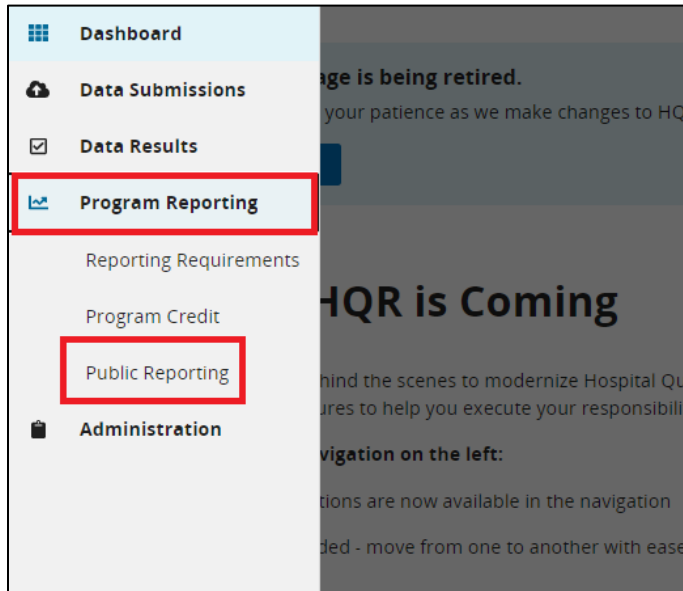 Dashboard
Data Submissions
Data Results
Program Reporting
Reporting Requirements
Program Credit
Public Reporting
Administration
age is being retired.
your patience as we make changes to HQ
HQR is Coming
hind the scenes to modernize Hospital Qu
ures to help you execute your responsibili
vigation on the left:
tions are now available in the navigation
ded - move from one to another with ease